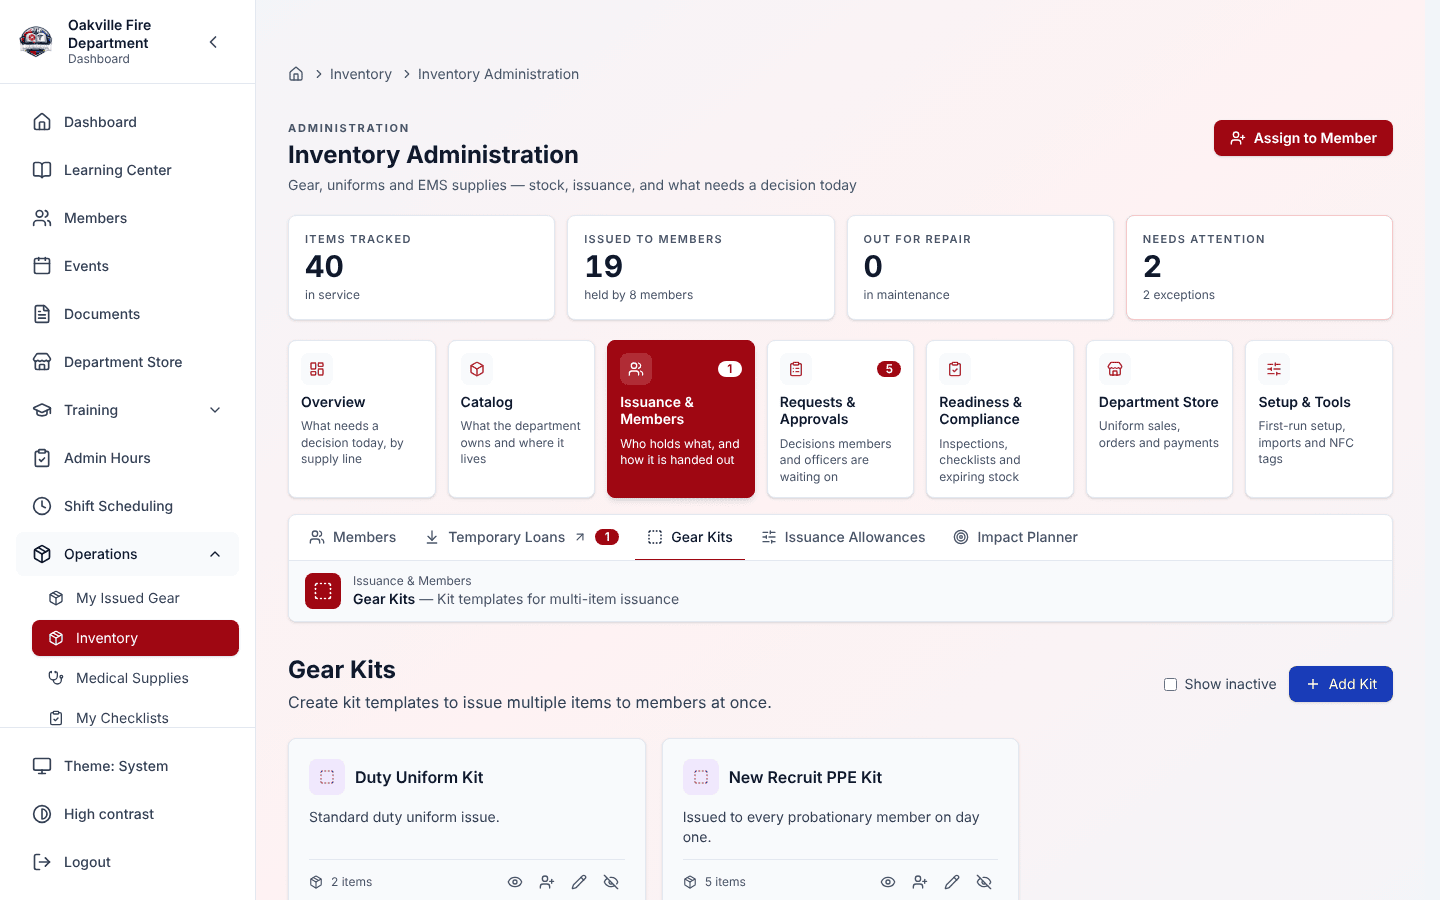 Oakville Fire
Department
Dashboard
Dashboard
Learning Center
Members
Events
Documents
Department Store
Training
Admin Hours
Shift Scheduling
Operations
My Issued Gear
Inventory
Medical Supplies
My Checklists
Theme: System
High contrast
Logout
Inventory
Inventory Administration
ADMINISTRATION
Inventory Administration
Gear, uniforms and EMS supplies — stock, issuance, and what needs a decision today
Assign to Member
ITEMS TRACKED
40
in service
ISSUED TO MEMBERS
19
held by 8 members
OUT FOR REPAIR
0
in maintenance
NEEDS ATTENTION
2
2 exceptions
Overview
What needs a
decision today, by
supply line
Catalog
What the department
owns and where it
lives
1
Issuance &
Members
Who holds what, and
how it is handed out
5
Requests &
Approvals
Decisions members
and officers are
waiting on
Readiness &
Compliance
Inspections,
checklists and
expiring stock
Department Store
Uniform sales,
orders and payments
Setup & Tools
First-run setup,
imports and NFC
tags
Members
Temporary Loans
1
Gear Kits
Issuance Allowances
Impact Planner
Issuance & Members
Gear Kits — Kit templates for multi-item issuance
Gear Kits
Create kit templates to issue multiple items to members at once.
Show inactive
Add Kit
Duty Uniform Kit
Standard duty uniform issue.
2 items
New Recruit PPE Kit
Issued to every probationary member on day
one.
5 items